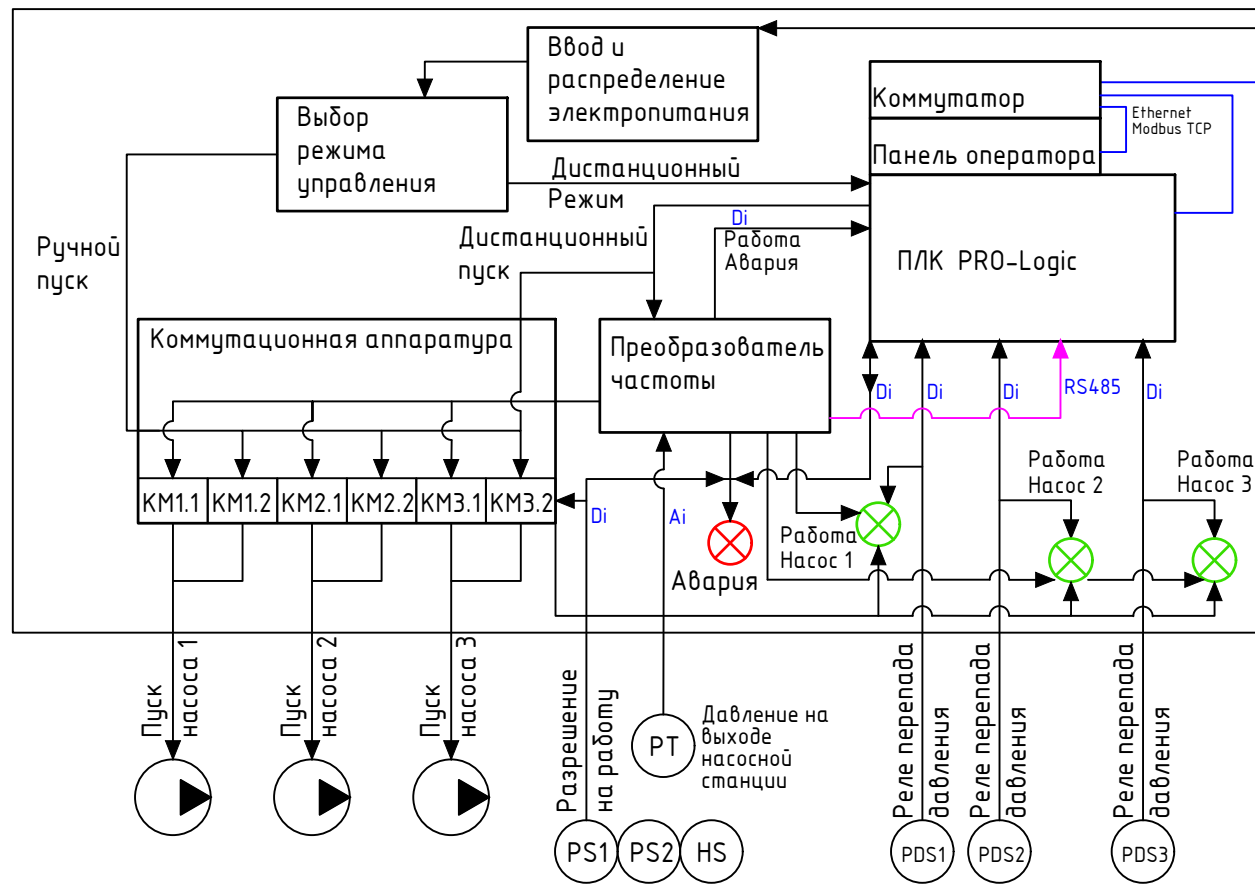 Ввод и
распределение
электропитания
Выбор
режима
управления
Коммутатор
Ethernet
Modbus TCP
Панель оператора
Дистанционный
Режим
Ручной
пуск
Дистанционный
пуск
Di
Работа
Авария
ПЛК PRO-Logic
Коммутационная аппаратура
Преобразователь
частоты
Di
Di
Di
RS485
Di
KM1.1
KM1.2
KM2.1
KM2.2
KM3.1
KM3.2
Di
Ai
Авария
Работа
Насос 1
Работа
Насос 2
Работа
Насос 3
Пуск
насоса 1
Пуск
насоса 2
Пуск
насоса 3
Разрешение
на работу
PT
Давление на
выходе
насосной
станции
Реле перепада
давления
Реле перепада
давления
Реле перепада
давления
PS1
PS2
HS
PDS1
PDS2
PDS3